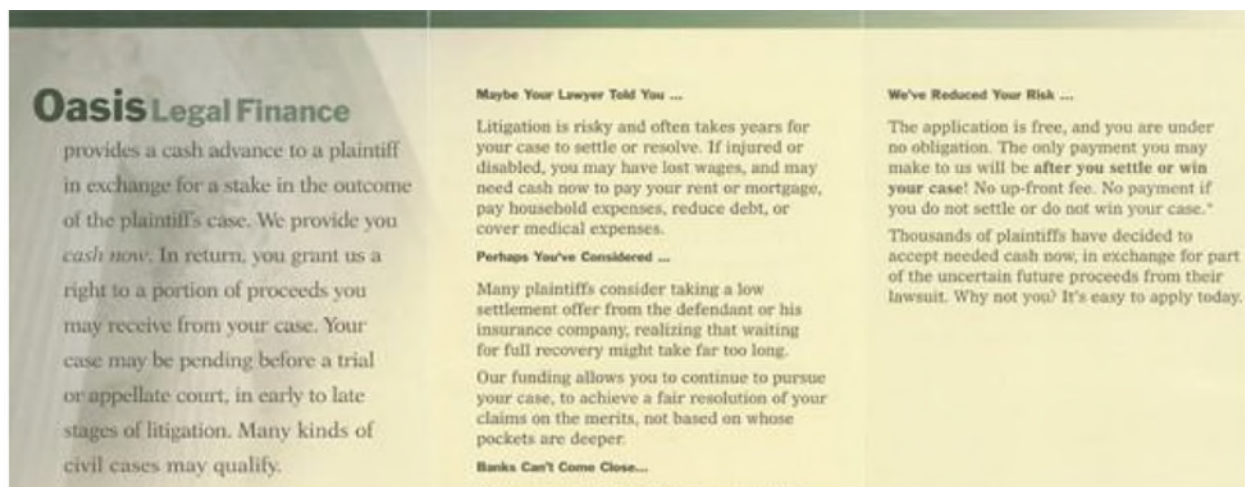 Oasis Legal Finance
provides a cash advance to a plaintiff
in exchange for a stake in the outcome
of the plaintiff's case. We provide you
cash now. In return, you grant us a
right to a portion of proceeds you
may receive from your case. Your
case may be pending before a trial
or appellate court, in early to late
stages of litigation. Many kinds of
civil cases may qualify.
Maybe Your Lawyer Told You ...
Litigation is risky and often takes years for
your case to settle or resolve. If injured or
disabled, you may have lost wages, and may
need cash now to pay your rent or mortgage,
pay household expenses, reduce debt, or
cover medical expenses.
Perhaps You've Considered ...
Many plaintiffs consider taking a low
settlement offer from the defendant or his
insurance company, realizing that waiting
for full recovery might take far too long.
Our funding allows you to continue to pursue
your case, to achieve a fair resolution of your
claims on the merits, not based on whose
pockets are deeper.
Banks Can't Come Close...
We've Reduced Your Risk ...
The application is free, and you are under
no obligation. The only payment you may
make to us will be after you settle or win
your case! No up-front fee. No payment if
you do not settle or do not win your case.*
Thousands of plaintiffs have decided to
accept needed cash now, in exchange for part
of the uncertain future proceeds from their
lawsuit. Why not you? It's easy to apply today.